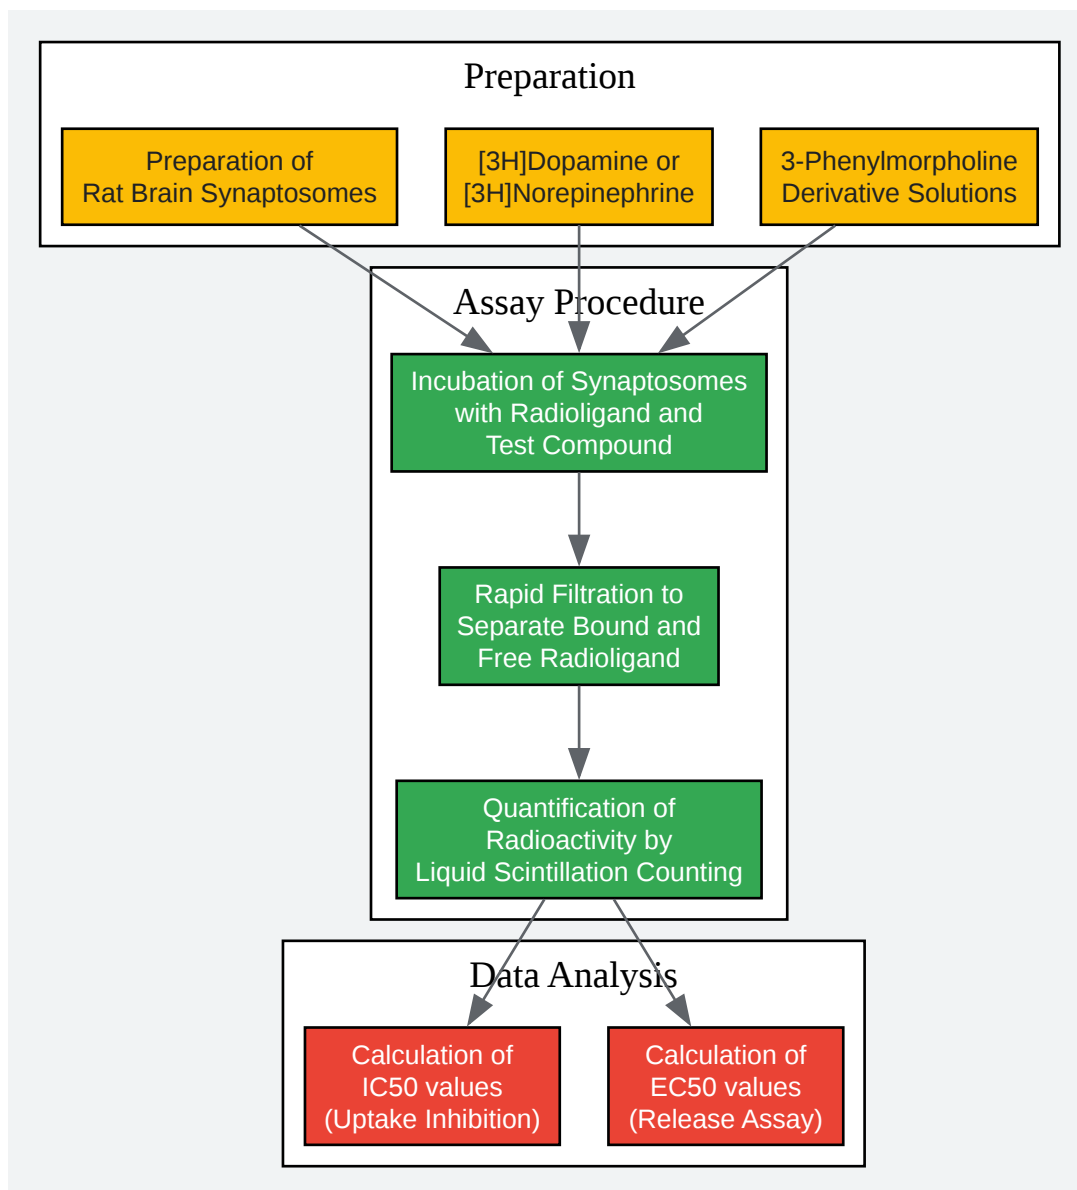 Preparation
Preparation of
Rat Brain Synaptosomes
[3H]Dopamine or
[3H]Norepinephrine
3-Phenylmorpholine
Derivative Solutions
Assay Procedure
Incubation of Synaptosomes
with Radioligand and
Test Compound
Rapid Filtration to
Separate Bound and
Free Radioligand
Quantification of
Radioactivity by
Liquid Scintillation Counting
Data Analysis
Calculation of
IC50 values
(Uptake Inhibition)
Calculation of
EC50 values
(Release Assay)